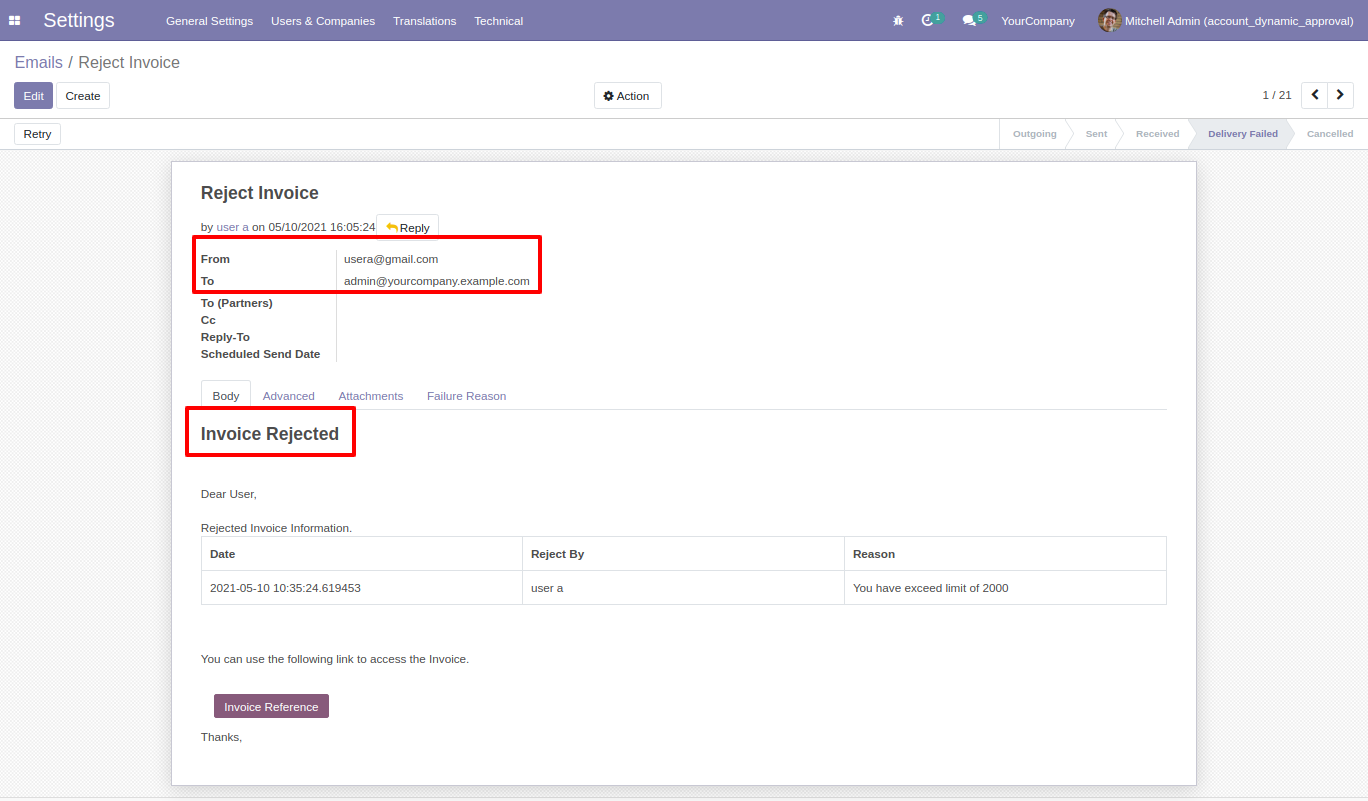 Settings General Settings Users & Companies Translations Technical 1 5 YourCompany Mitchell Admin (account_dynamic_approval)
Emails / Reject Invoice
Edit Create Action 1 / 21
Retry Outgoing Sent Received Delivery Failed Cancelled
Reject Invoice
by user a on 05/10/2021 16:05:24 Reply
From usera@gmail.com
To admin@yourcompany.example.com
To (Partners)
Cc
Reply-To
Scheduled Send Date
Body Advanced Attachments Failure Reason
Invoice Rejected
Dear User,
Rejected Invoice Information.
Date Reject By Reason
2021-05-10 10:35:24.619453 user a You have exceed limit of 2000
You can use the following link to access the Invoice.
Invoice Reference
Thanks,